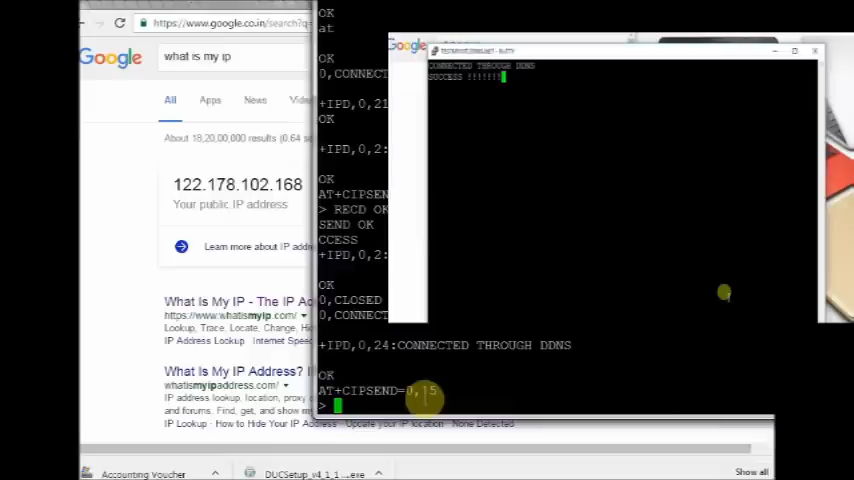 https://www.google.co.in/search?q=
Google
what is my ip
All Apps News
About 18,20,00,000 results (0.64
122.178.102.168
Your public IP address
Learn more about IP
What Is My IP - The IP
https://www.whatismyip.com/
Lookup, Trace, Locate, Change,
IP Address Lookup · Internet
What Is My IP Address?
whatismyipaddress.com/
IP address lookup, location,
and forums. Find, get, and show
IP Lookup · How to Hide Your IP Address · Update your IP location · None Detected
Accounting Voucher
DUCSetup_v4_1_1 ....exe
Show all
OK
at
OK
0,CONNECT
+IPD,0,21
OK
+IPD,0,2:
OK
AT+CIPSEN
> RECD OK
SEND OK
CCESS
+IPD,0,2:
OK
0,CLOSED
0,CONNECT
+IPD,0,24:CONNECTED THROUGH DDNS
OK
AT+CIPSEND=0,15
>
Google
CONNECTED THROUGH DDNS
SUCCESS !!!!!!!